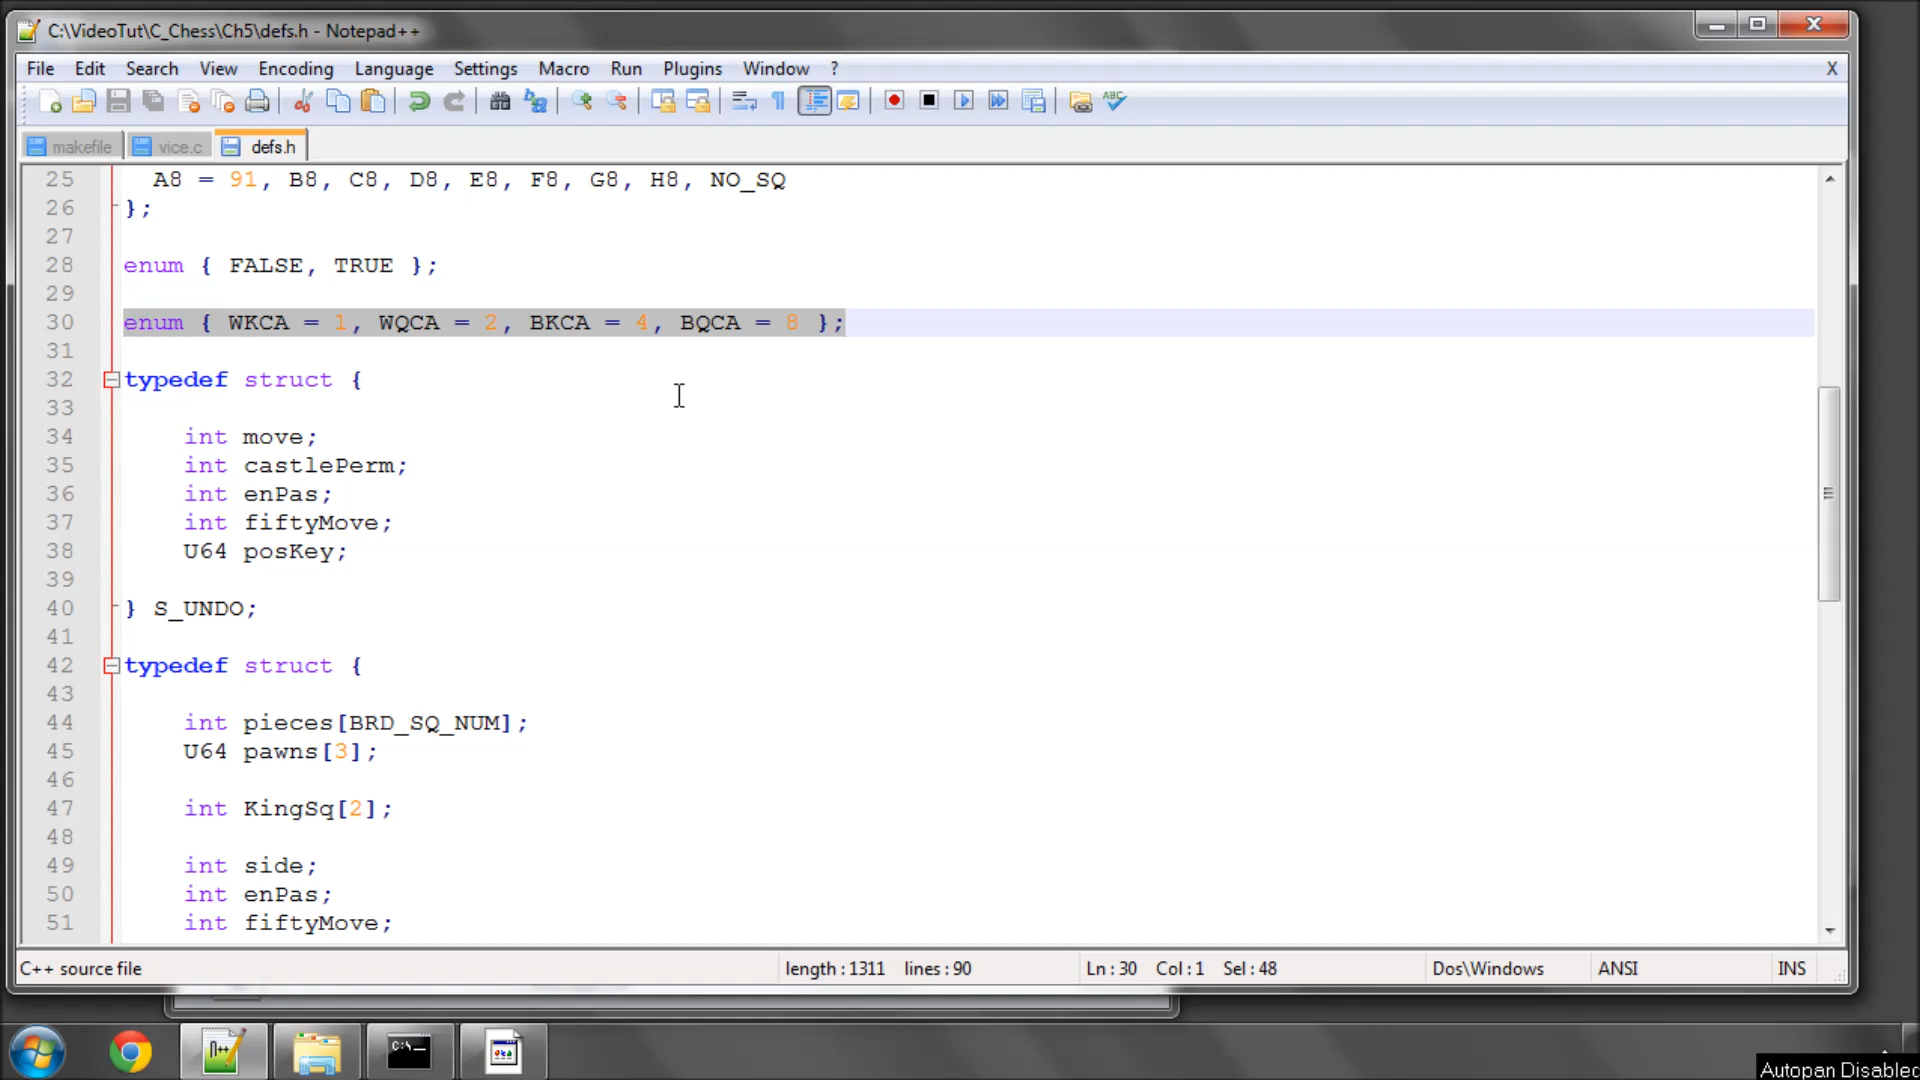 C:\VideoTut\C_Chess\Ch5\defs.h - Notepad++
File Edit Search View Encoding Language Settings Macro Run Plugins Window ? X
makefile vice.c defs.h
25 A8 = 91, B8, C8, D8, E8, F8, G8, H8, NO_SQ
26 };
27
28 enum { FALSE, TRUE };
29
30 enum { WKCA = 1, WQCA = 2, BKCA = 4, BQCA = 8 };
31
32 typedef struct {
33
34 int move;
35 int castlePerm;
36 int enPas;
37 int fiftyMove;
38 U64 posKey;
39
40 } S_UNDO;
41
42 typedef struct {
43
44 int pieces[BRD_SQ_NUM];
45 U64 pawns[3];
46
47 int KingSq[2];
48
49 int side;
50 int enPas;
51 int fiftyMove;
C++ source file length : 1311 lines : 90 Ln : 30 Col : 1 Sel : 48 Dos\Windows ANSI INS
Autopan Disabled